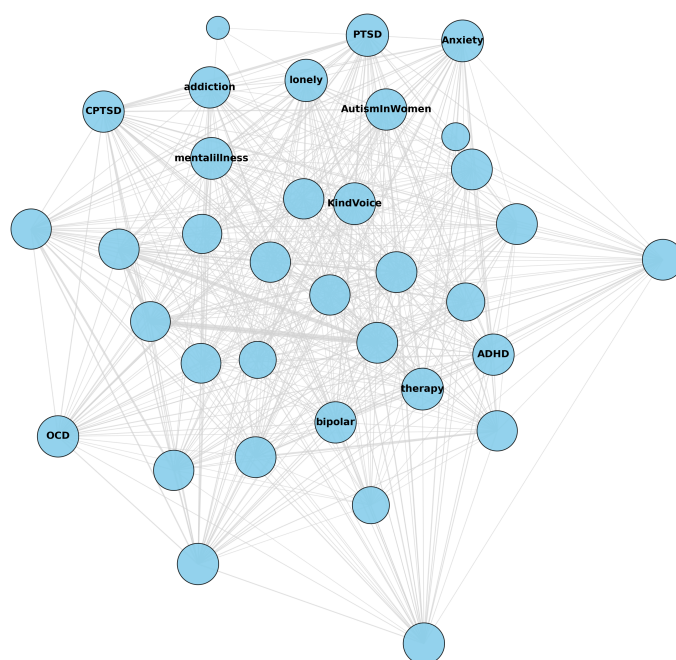 PTSD
Anxiety
lonely
addiction
AutismInWomen
CPTSD
mentalillness
KindVoice
ADHD
therapy
bipolar
OCD